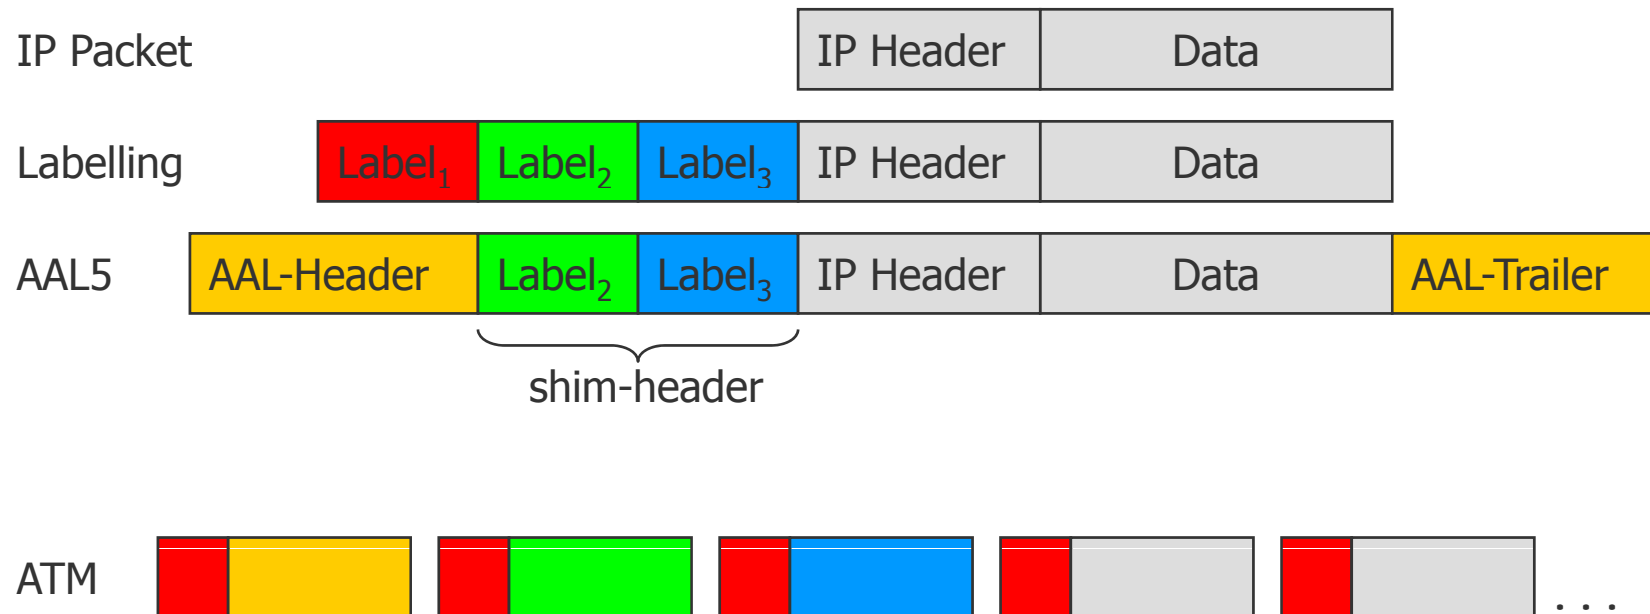 IP Packet IP Header Data
Labelling Label₁ Label₂ Label₃ IP Header Data
AAL5 AAL-Header Label₂ Label₃ IP Header Data AAL-Trailer
shim-header
ATM . . .